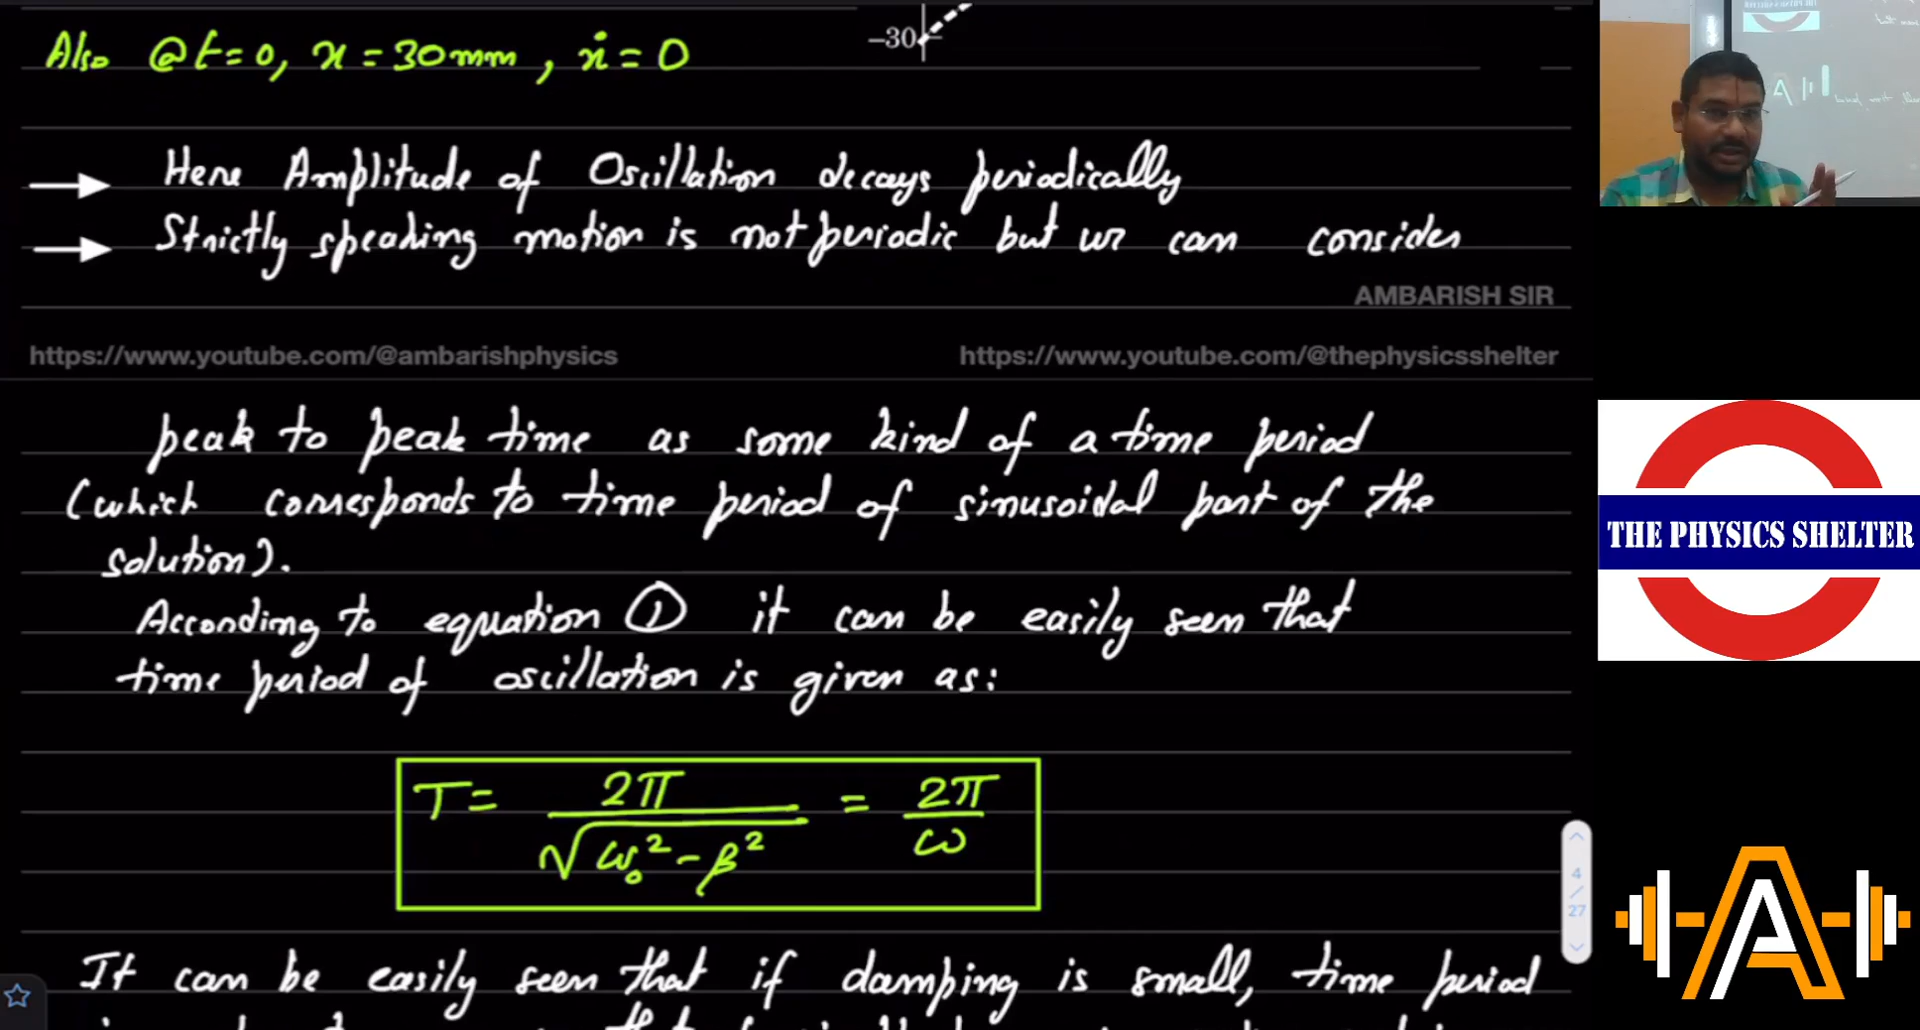 Also @t=0, x=30mm, ẋ=0
-30
→ Here Amplitude of Oscillation decays periodically
→ Strictly speaking motion is not periodic but we can consider
AMBARISH SIR
https://www.youtube.com/@ambarishphysics
https://www.youtube.com/@thephysicsshelter
peak to peak time as some kind of a time period
(which corresponds to time period of sinusoidal part of the
solution).
According to equation ① it can be easily seen that
time period of oscillation is given as:
T = 2π / √(ω₀² - β²) = 2π / ω
It can be easily seen that if damping is small, time period
4
/
27
THE PHYSICS SHELTER
A